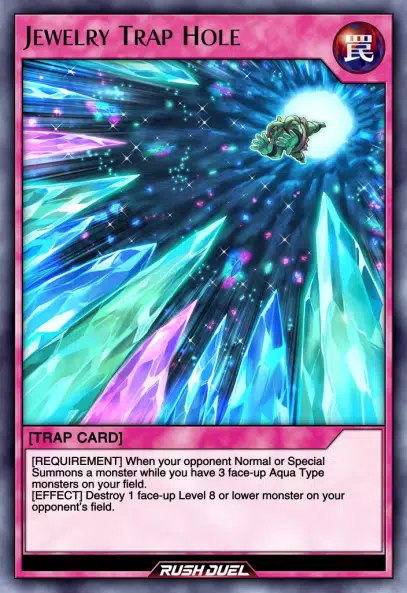 Jewelry Trap Hole
罠
[TRAP CARD]
[REQUIREMENT] When your opponent Normal or Special
Summons a monster while you have 3 face-up Aqua Type
monsters on your field.
[EFFECT] Destroy 1 face-up Level 8 or lower monster on your
opponent's field.
RUSH DUEL